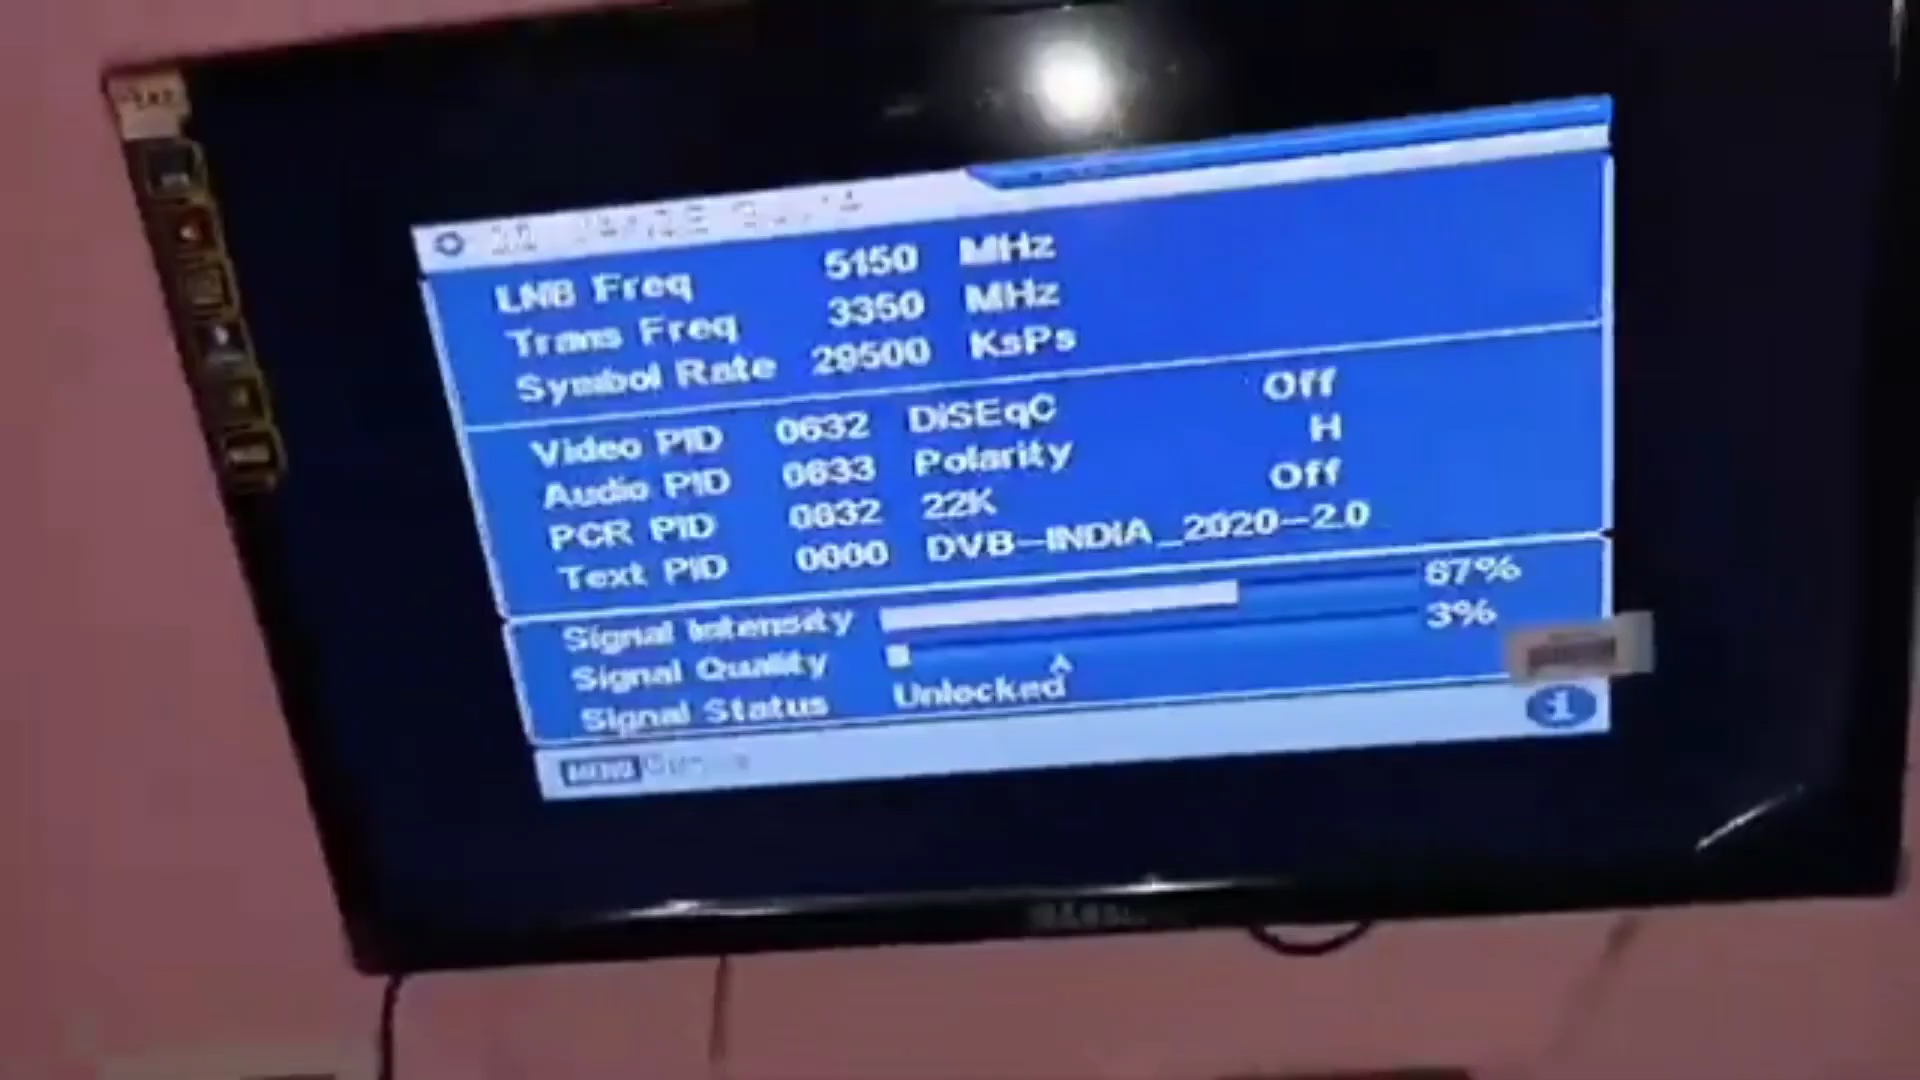 LNB Freq 5150 MHz
Trans Freq 3350 MHz
Symbol Rate 29500 KsPs
Video PID 0632 DiSEqC Off
Audio PID 0633 Polarity H
PCR PID 0632 22K Off
Text PID 0000 DVB-INDIA_2020-2.0
Signal Intensity 67%
Signal Quality 3%
Signal Status Unlocked
MENU
i